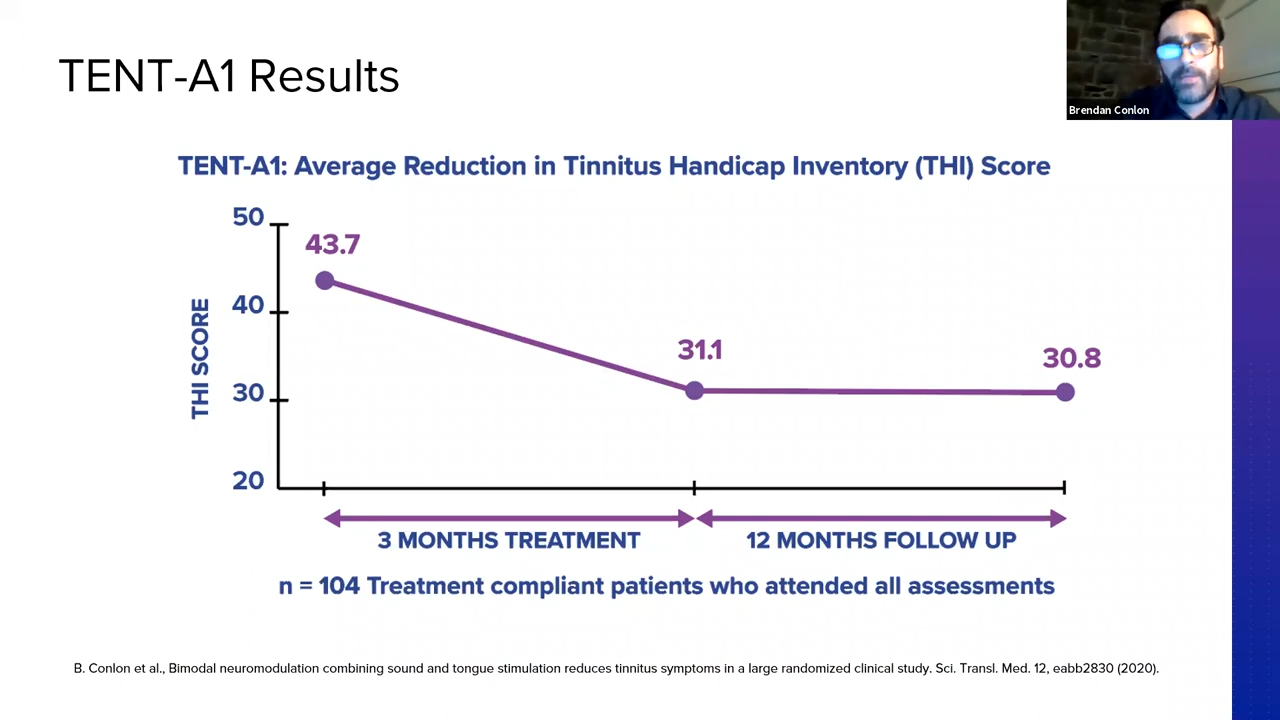 TENT-A1 Results
Brendan Conlon
TENT-A1: Average Reduction in Tinnitus Handicap Inventory (THI) Score
THI SCORE
50
40
30
20
43.7
31.1
30.8
3 MONTHS TREATMENT
12 MONTHS FOLLOW UP
n = 104 Treatment compliant patients who attended all assessments
B. Conlon et al., Bimodal neuromodulation combining sound and tongue stimulation reduces tinnitus symptoms in a large randomized clinical study. Sci. Transl. Med. 12, eabb2830 (2020).